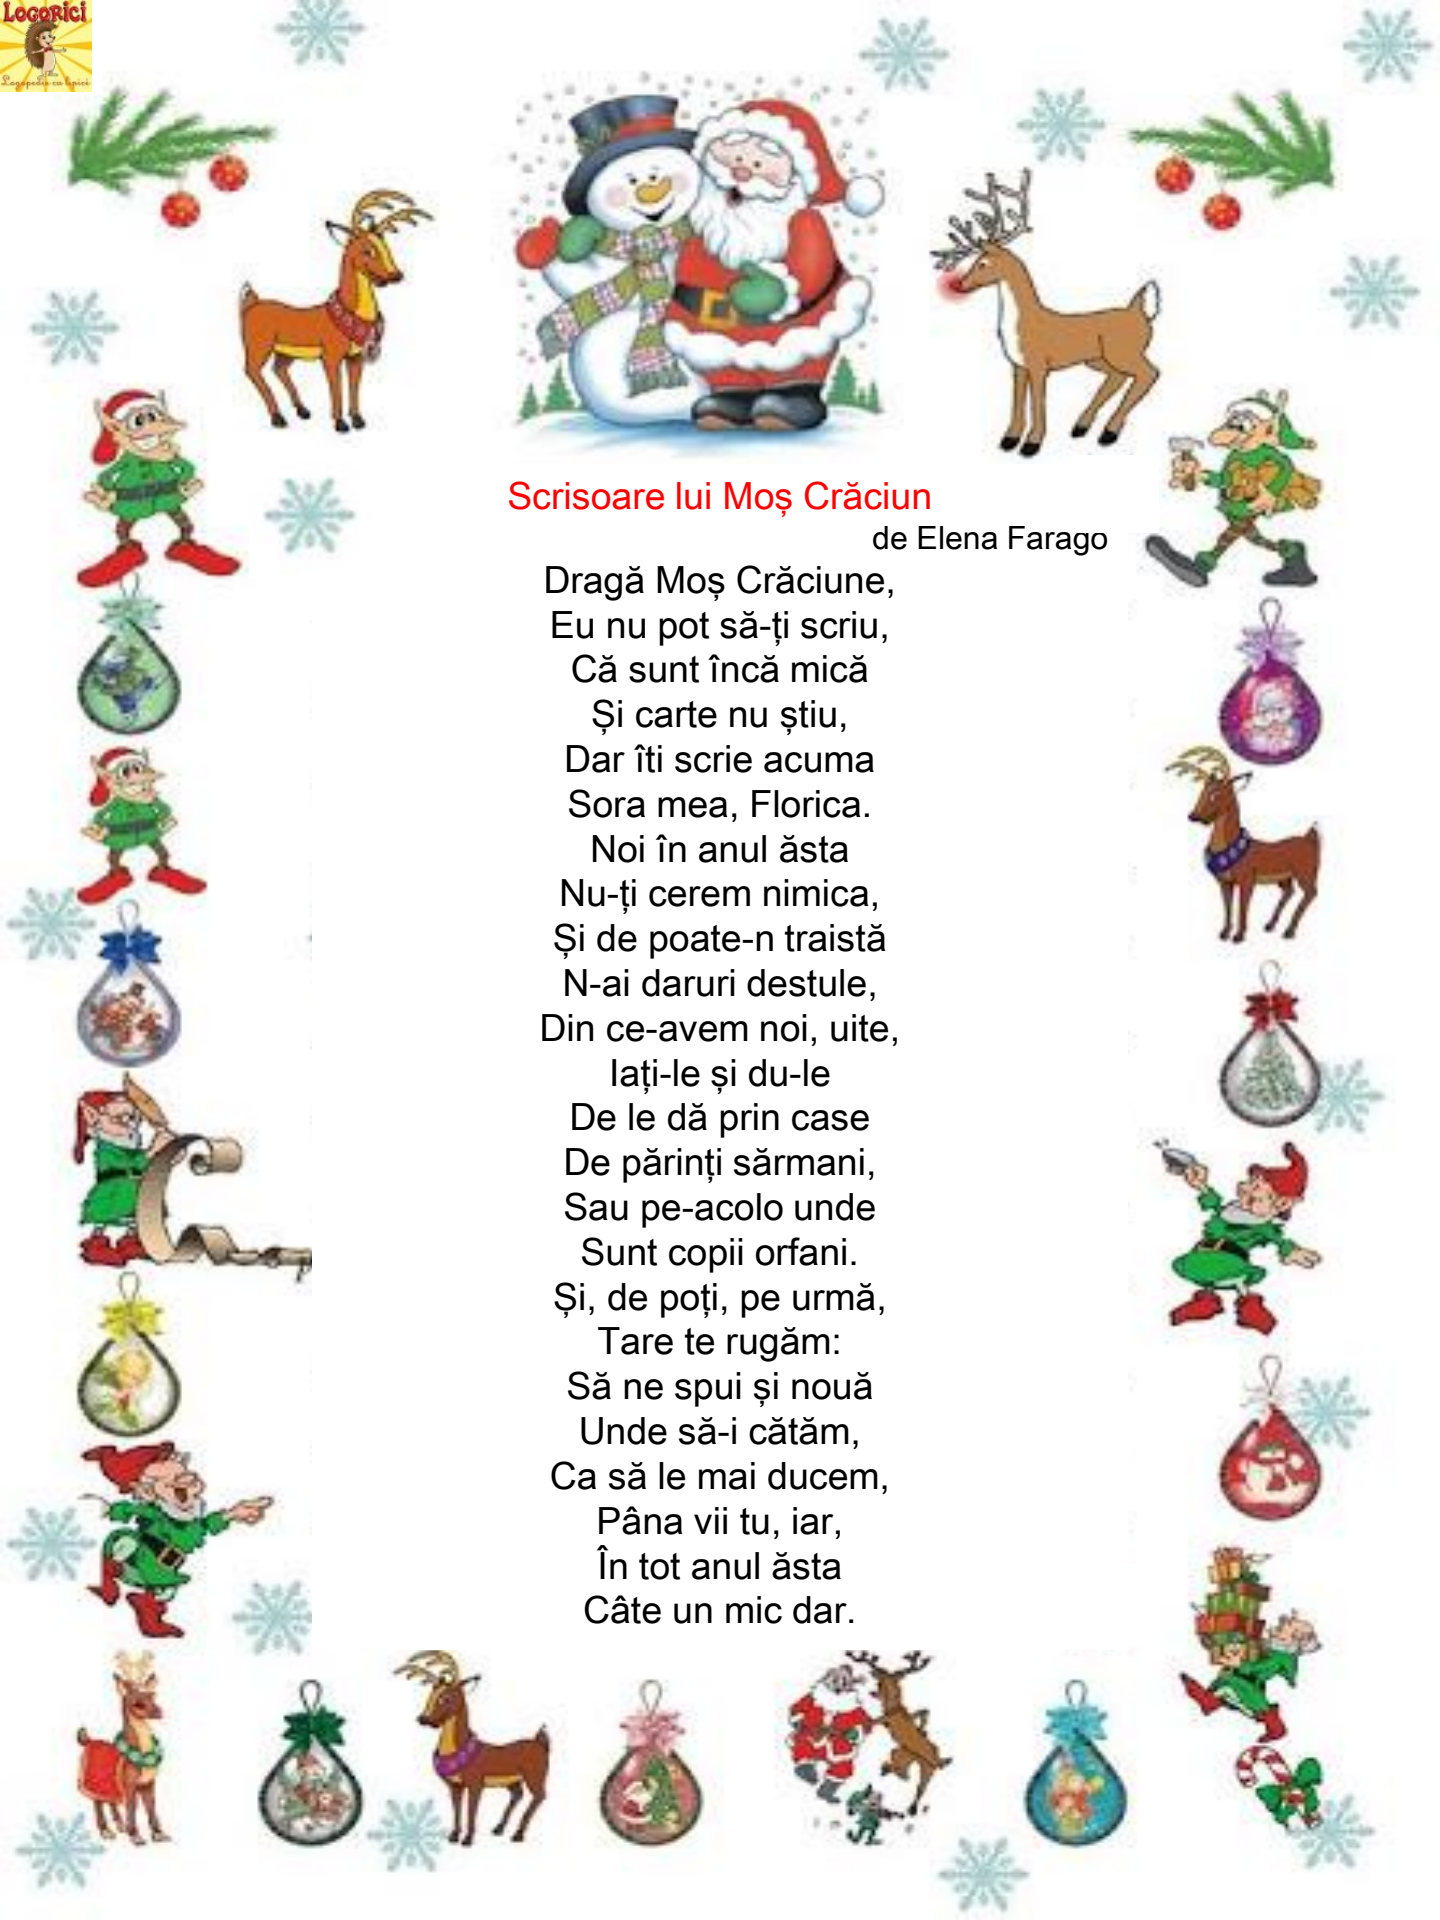 LOGORICI
Logopedie cu lipici
Scrisoare lui Moș Crăciun
de Elena Farago
Dragă Moș Crăciune,
Eu nu pot să-ți scriu,
Că sunt încă mică
Și carte nu știu,
Dar îti scrie acuma
Sora mea, Florica.
Noi în anul ăsta
Nu-ți cerem nimica,
Și de poate-n traistă
N-ai daruri destule,
Din ce-avem noi, uite,
Iați-le și du-le
De le dă prin case
De părinți sărmani,
Sau pe-acolo unde
Sunt copii orfani.
Și, de poți, pe urmă,
Tare te rugăm:
Să ne spui și nouă
Unde să-i cătăm,
Ca să le mai ducem,
Pâna vii tu, iar,
În tot anul ăsta
Câte un mic dar.